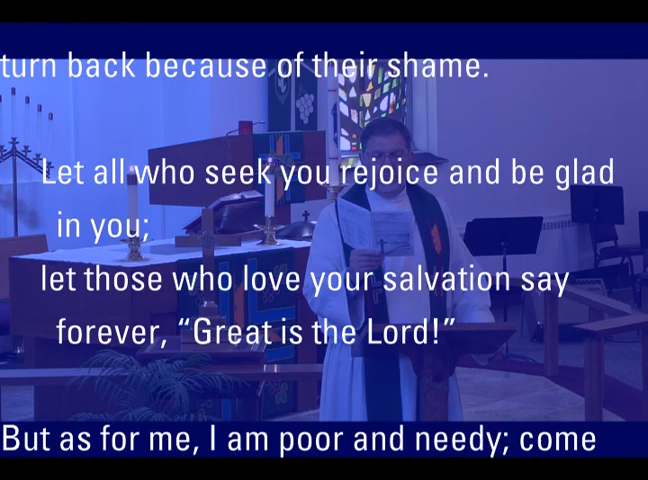 turn back because of their shame.
Let all who seek you rejoice and be glad
in you;
let those who love your salvation say
forever, “Great is the Lord!”
But as for me, I am poor and needy; come